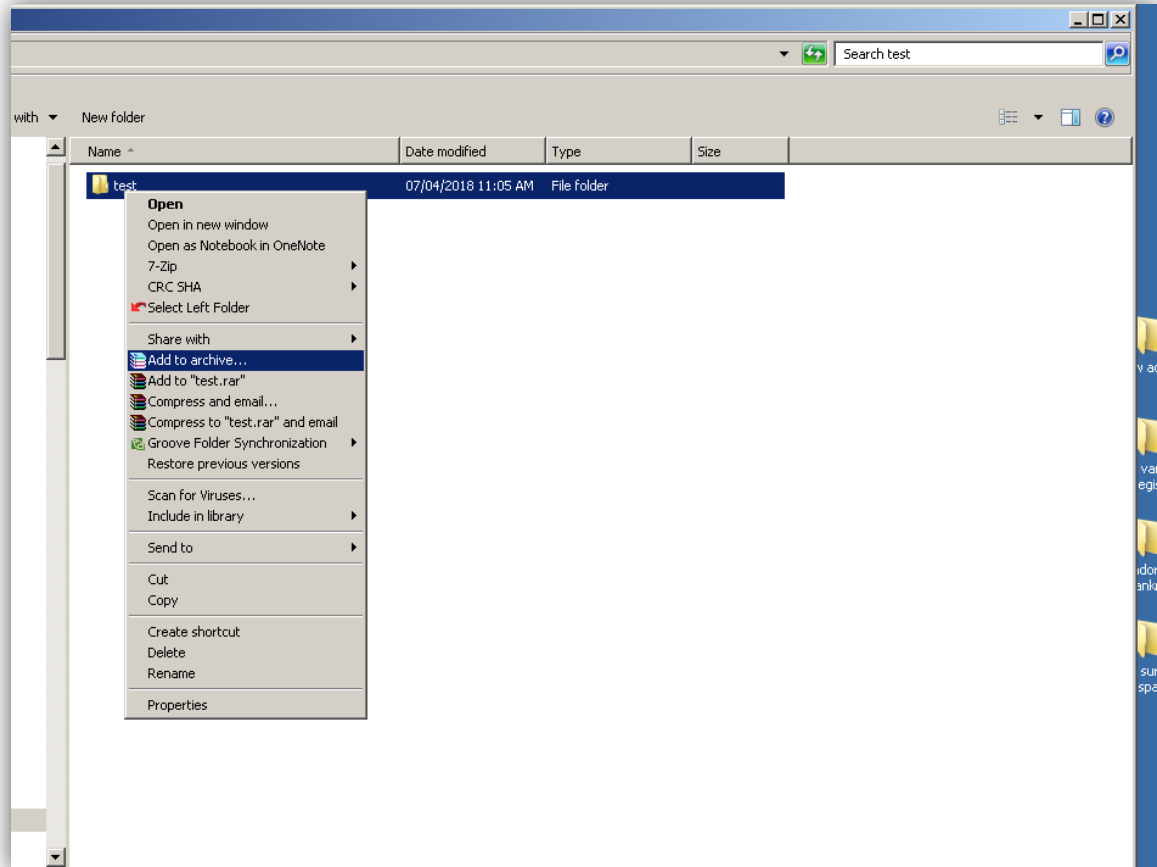 Search test
with
New folder
Name
Date modified
Type
Size
test
07/04/2018 11:05 AM
File folder
Open
Open in new window
Open as Notebook in OneNote
7-Zip
CRC SHA
Select Left Folder
Share with
Add to archive...
Add to "test.rar"
Compress and email...
Compress to "test.rar" and email
Groove Folder Synchronization
Restore previous versions
Scan for Viruses...
Include in library
Send to
Cut
Copy
Create shortcut
Delete
Rename
Properties